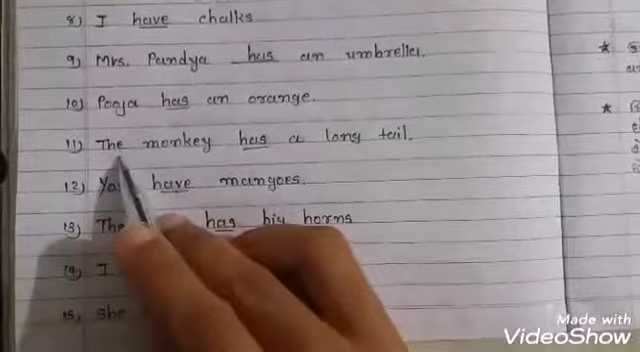 8) I have chalks
9) Mrs. Pandya has an umbrella.
10) Pooja has an orange.
11) The monkey has a long tail.
12) You have mangoes.
13) The has big horns
14) I
15) she
Made with
VideoShow